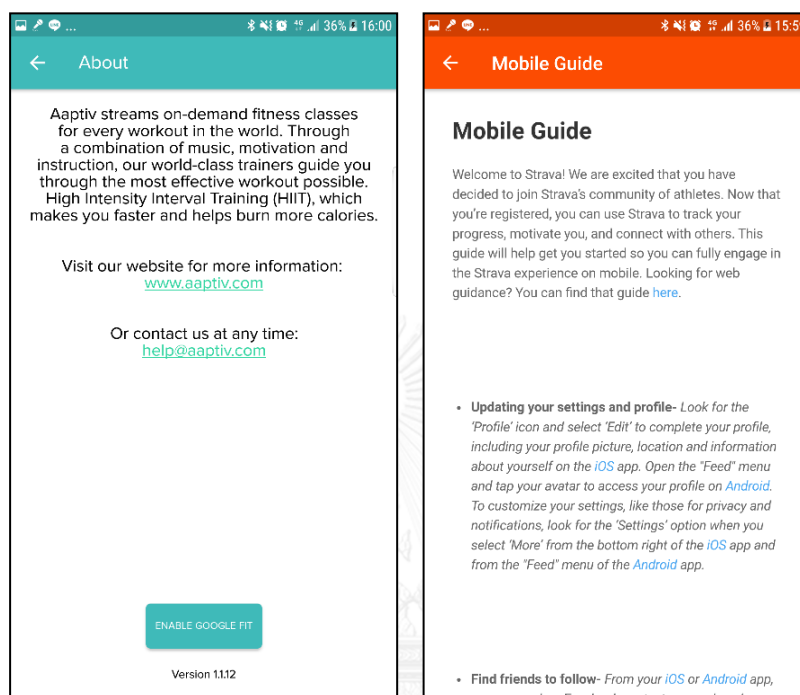 36% 16:00
About
Aaptiv streams on-demand fitness classes
for every workout in the world. Through
a combination of music, motivation and
instruction, our world-class trainers guide you
through the most effective workout possible.
High Intensity Interval Training (HIIT), which
makes you faster and helps burn more calories.
Visit our website for more information:
www.aaptiv.com
Or contact us at any time:
help@aaptiv.com
ENABLE GOOGLE FIT
Version 1.1.12
36% 15:5
Mobile Guide
Mobile Guide
Welcome to Strava! We are excited that you have
decided to join Strava's community of athletes. Now that
you're registered, you can use Strava to track your
progress, motivate you, and connect with others. This
guide will help get you started so you can fully engage in
the Strava experience on mobile. Looking for web
guidance? You can find that guide here.
• Updating your settings and profile- Look for the
'Profile' icon and select 'Edit' to complete your profile,
including your profile picture, location and information
about yourself on the iOS app. Open the "Feed" menu
and tap your avatar to access your profile on Android.
To customize your settings, like those for privacy and
notifications, look for the 'Settings' option when you
select 'More' from the bottom right of the iOS app and
from the "Feed" menu of the Android app.
• Find friends to follow- From your iOS or Android app,